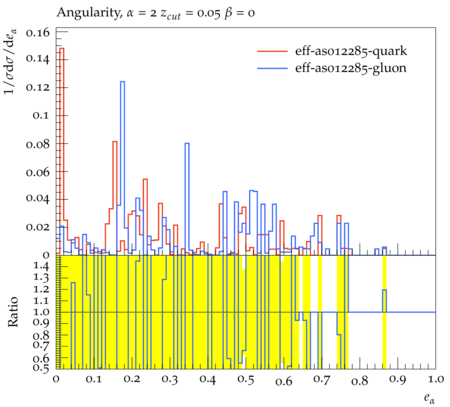 Angularity, α = 2 z_cut = 0.05 β = 0
1/σdσ/de_α
0.16
0.14
0.12
0.1
0.08
0.06
0.04
0.02
0
eff-as012285-quark
eff-as012285-gluon
Ratio
1.4
1.3
1.2
1.1
1.0
0.9
0.8
0.7
0.6
0.5
0 0.1 0.2 0.3 0.4 0.5 0.6 0.7 0.8 0.9 1.0
e_α